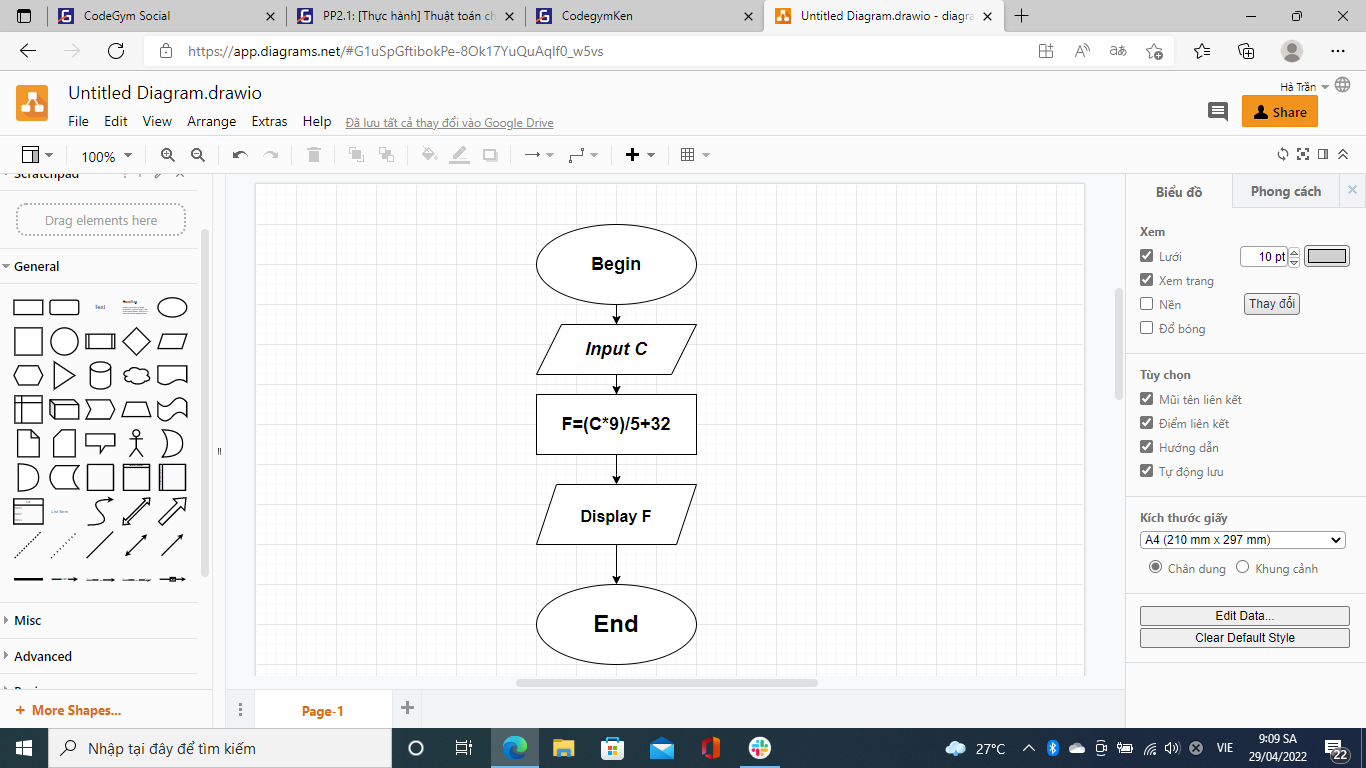 CodeGym Social
PP2.1: [Thực hành] Thuật toán ch
CodegymKen
Untitled Diagram.drawio - diagra
https://app.diagrams.net/#G1uSpGftibokPe-8Ok17YuQuAqIf0_w5vs
Untitled Diagram.drawio
Hà Trần
File Edit View Arrange Extras Help Đã lưu tất cả thay đổi vào Google Drive
Share
100%
Scratchpad
Drag elements here
General
Text
Heading
List Item
Misc
Advanced
+ More Shapes...
Begin
Input C
F=(C*9)/5+32
Display F
End
Page-1
Biểu đồ
Phong cách
Xem
Lưới
10 pt
Xem trang
Nền
Thay đổi
Đổ bóng
Tùy chọn
Mũi tên liên kết
Điểm liên kết
Hướng dẫn
Tự động lưu
Kích thước giấy
A4 (210 mm x 297 mm)
Chân dung Khung cảnh
Edit Data...
Clear Default Style
Nhập tại đây để tìm kiếm
27°C
VIE
9:09 SA
29/04/2022
22